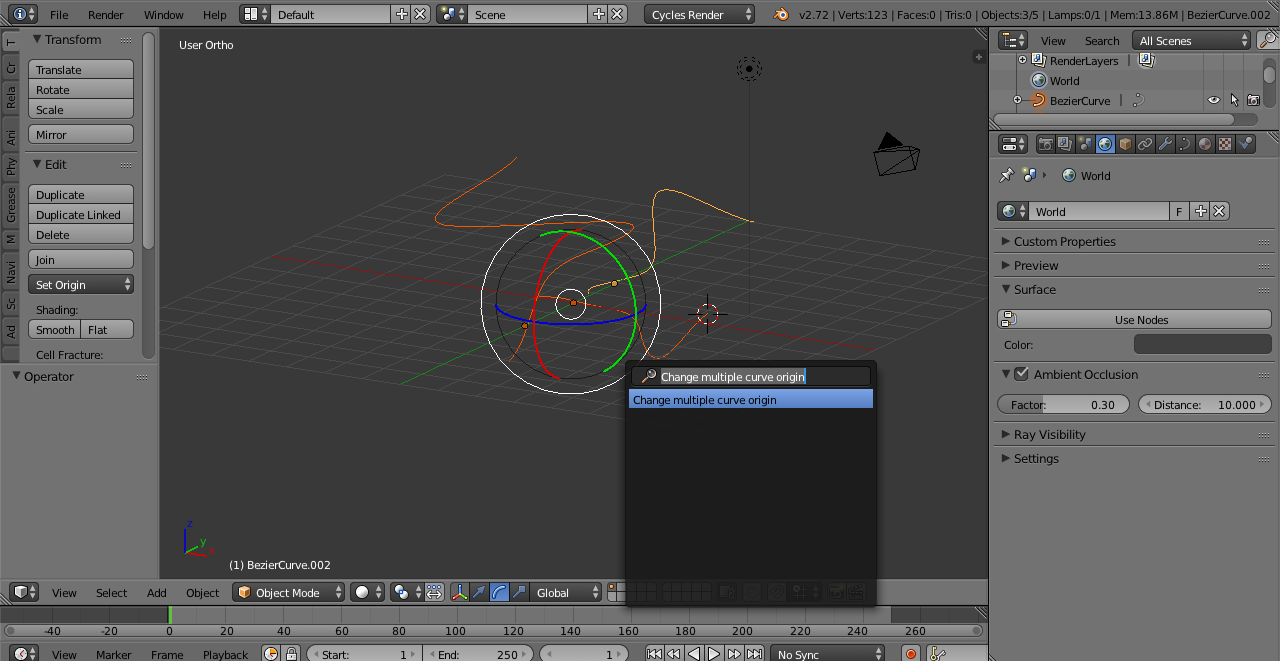 File Render Window Help Default Scene Cycles Render v2.72 | Verts:123 | Faces:0 | Tris:0 | Objects:3/5 | Lamps:0/1 | Mem:13.86M | BezierCurve.002
T
Cr
Rela
Ani
Phy
Grease
M
Navi
Sc
Ad
Transform
Translate
Rotate
Scale
Mirror
Edit
Duplicate
Duplicate Linked
Delete
Join
Set Origin
Shading:
Smooth Flat
Cell Fracture:
Operator
User Ortho
z
y
x
(1) BezierCurve.002
Change multiple curve origin
Change multiple curve origin
View Select Add Object Object Mode Global
-40 -20 0 20 40 60 80 100 120 140 160 180 200 220 240 260
View Marker Frame Playback Start: 1 End: 250 1 No Sync
View Search All Scenes
RenderLayers |
World
BezierCurve |
World
World F
Custom Properties
Preview
Surface
Use Nodes
Color:
Ambient Occlusion
Factor: 0.30 Distance: 10.000
Ray Visibility
Settings